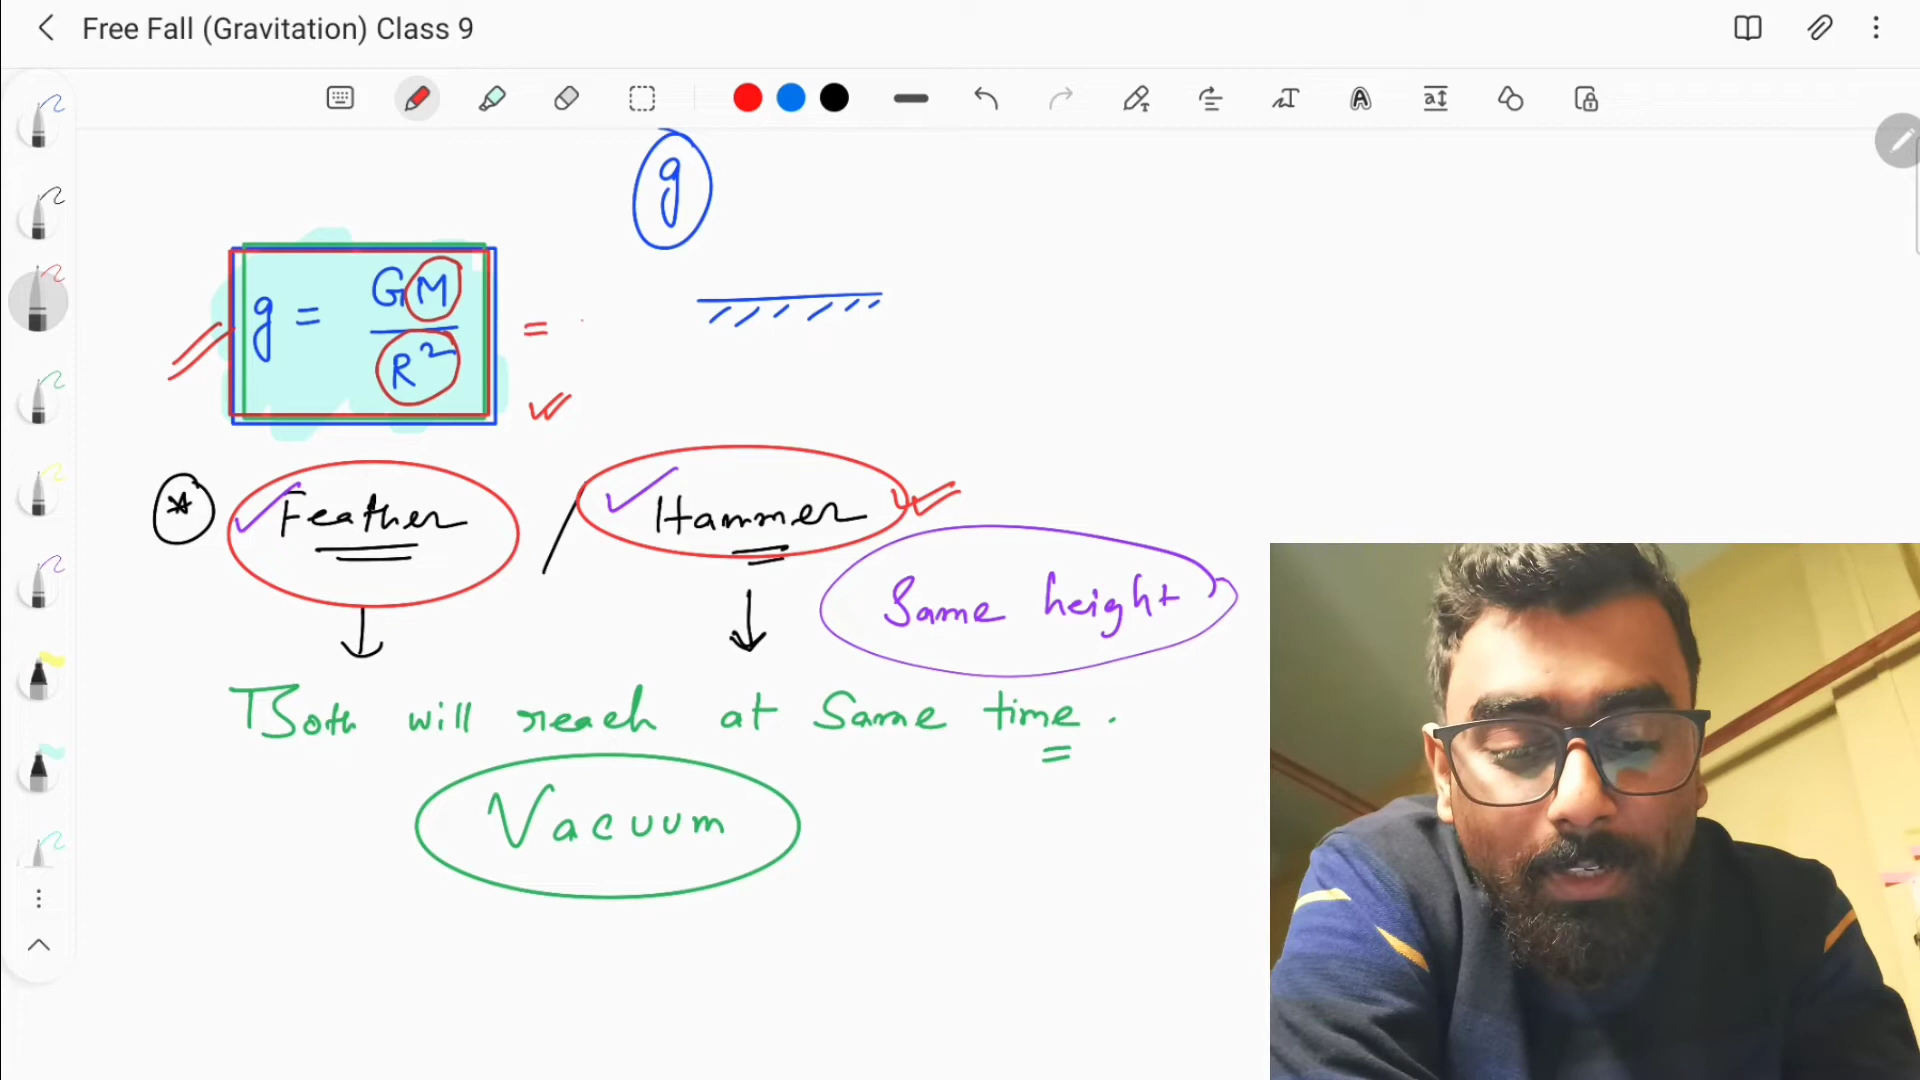 Free Fall (Gravitation) Class 9
g
g = GM / R²
=
* Feather / Hammer
Same height
Both will reach at Same time.
Vacuum